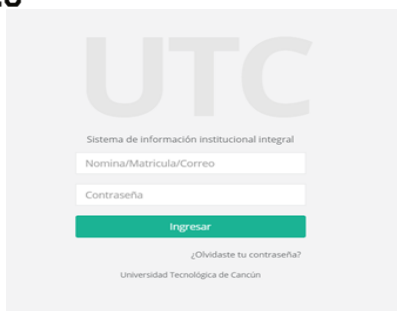 UTC
Sistema de información institucional integral
Nomina/Matricula/Correo
Contraseña
Ingresar
¿Olvidaste tu contraseña?
Universidad Tecnológica de Cancún